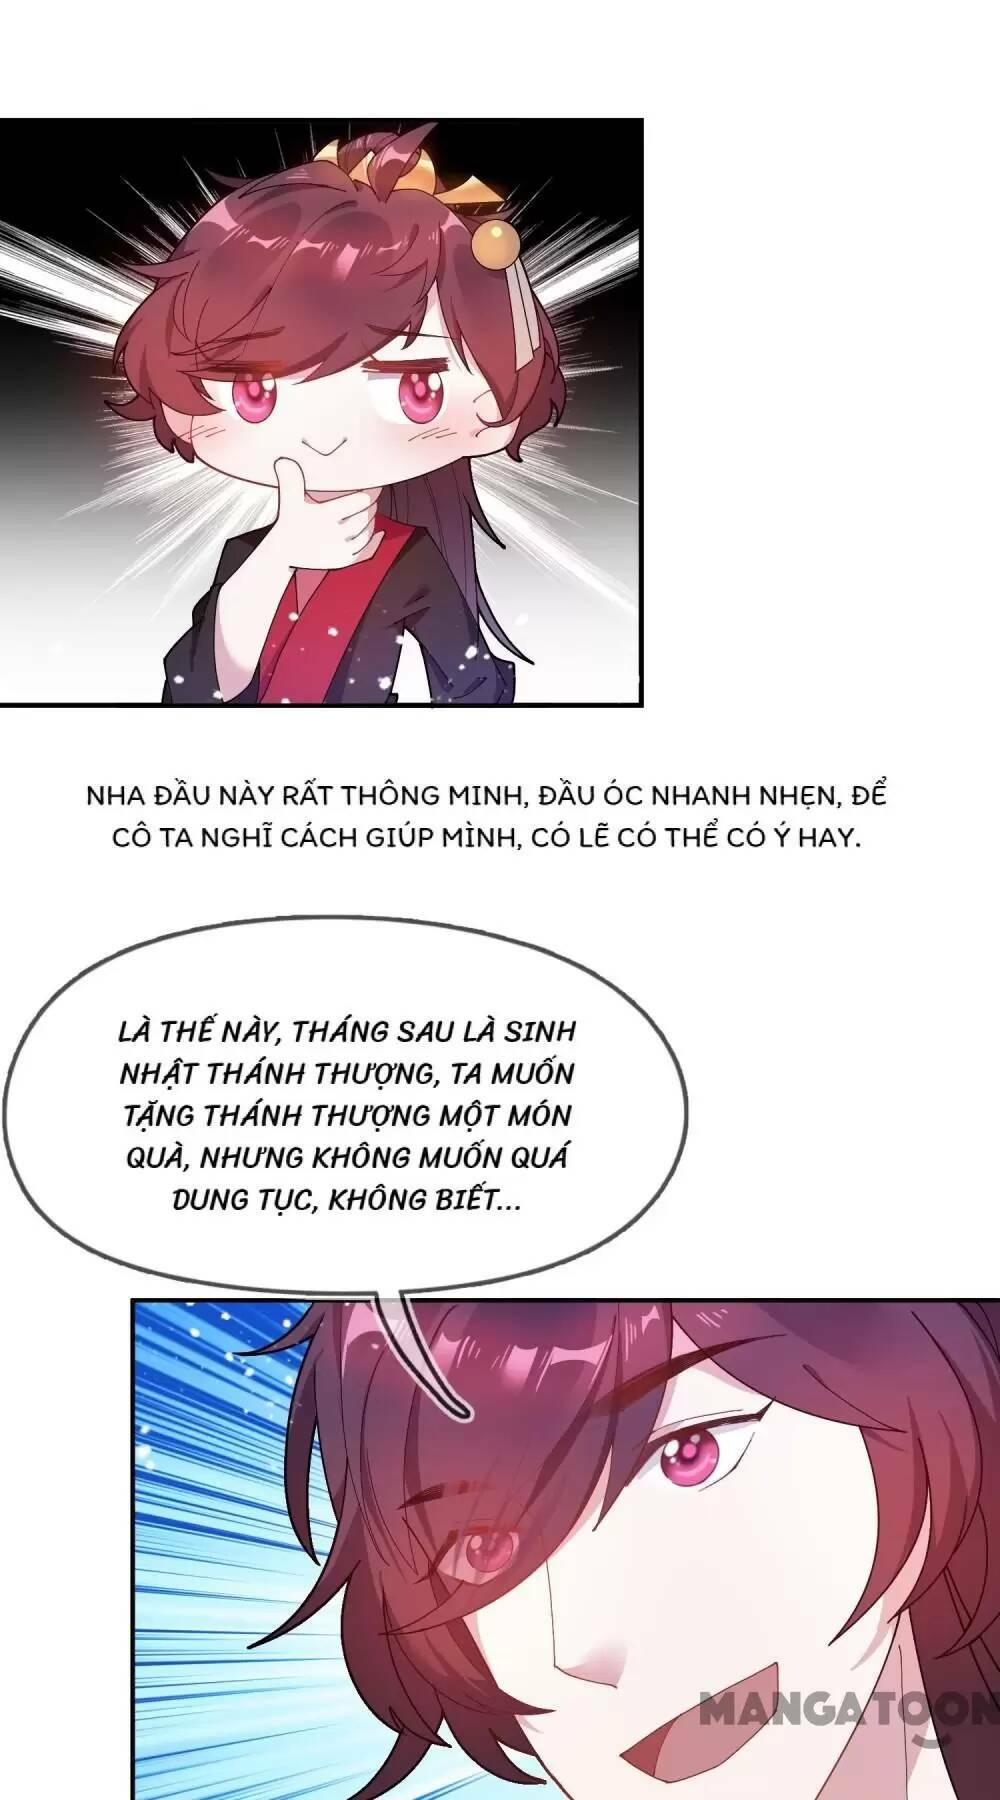 NHA ĐẦU NÀY RẤT THÔNG MINH, ĐẦU ÓC NHANH NHẸN, ĐỂ
CÔ TA NGHĨ CÁCH GIÚP MÌNH, CÓ LẼ CÓ THỂ CÓ Ý HAY.
LÀ THẾ NÀY, THÁNG SAU LÀ SINH
NHẬT THÁNH THƯỢNG, TA MUỐN
TẶNG THÁNH THƯỢNG MỘT MÓN
QUÀ, NHƯNG KHÔNG MUỐN QUÁ
DUNG TỤC, KHÔNG BIẾT...
MANGATOON